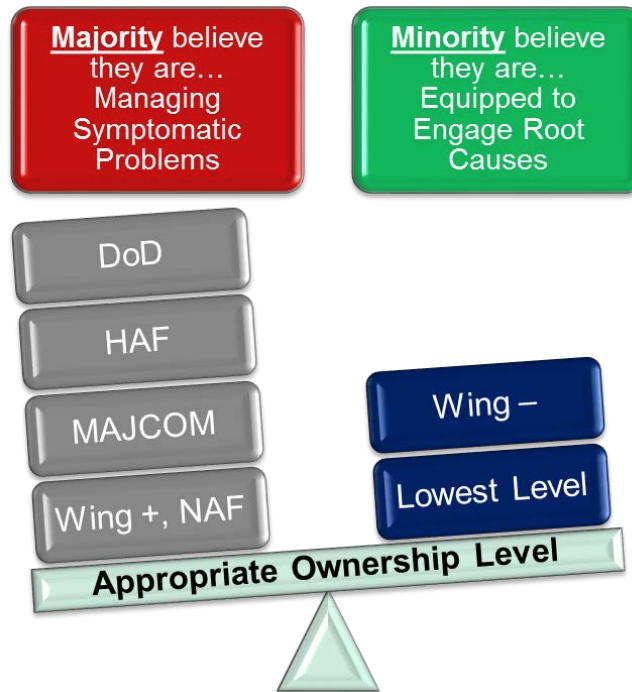 Majority believe
they are…
Managing
Symptomatic
Problems
Minority believe
they are…
Equipped to
Engage Root
Causes
DoD
HAF
MAJCOM
Wing +, NAF
Wing –
Lowest Level
Appropriate Ownership Level